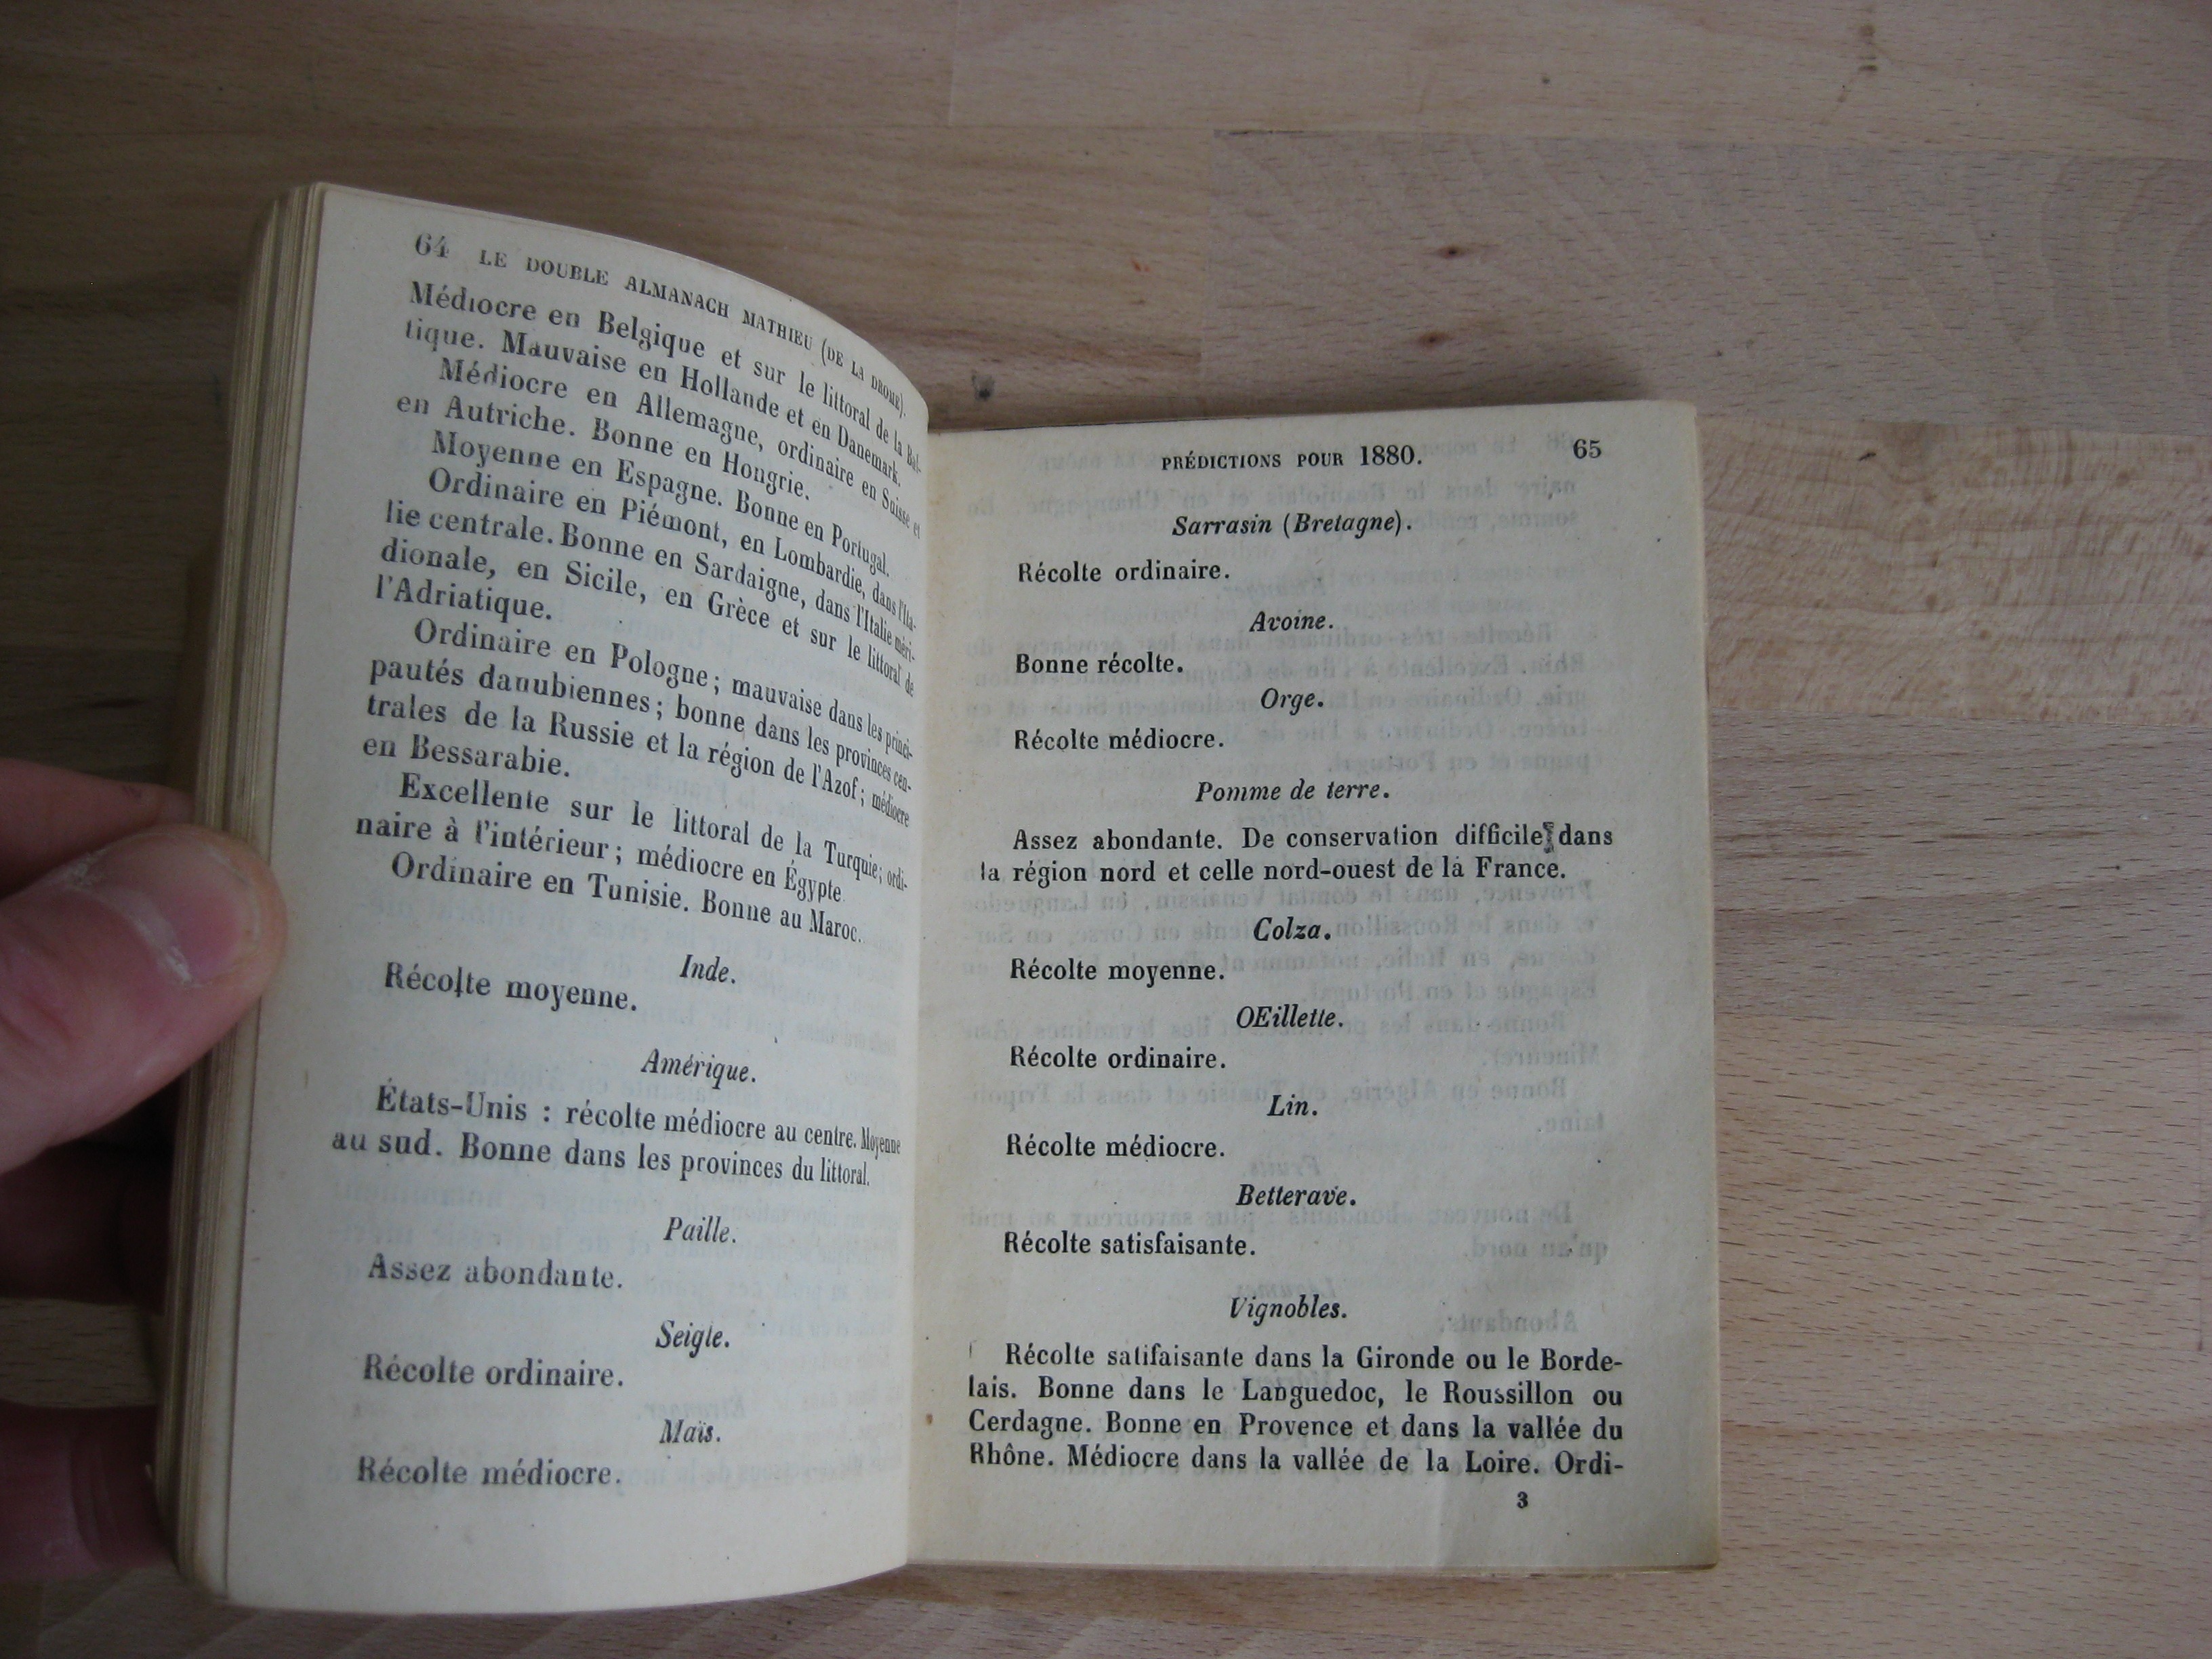 64 LE DOUBLE ALMANACH MATHIEU (DE LA DROME).
Médiocre en Belgique et sur le littoral de la Bal-
tique. Mauvaise en Hollande et en Danemark.
Médiocre en Allemagne, ordinaire en Suisse et
en Autriche. Bonne en Hongrie.
Moyenne en Espagne. Bonne en Portugal.
Ordinaire en Piémont, en Lombardie, dans l'Ita-
lie centrale. Bonne en Sardaigne, dans l'Italie méri-
dionale, en Sicile, en Grèce et sur le littoral de
l'Adriatique.
Ordinaire en Pologne; mauvaise dans les princi-
pautés danubiennes; bonne dans les provinces cen-
trales de la Russie et la région de l'Azof; médiocre
en Bessarabie.
Excellente sur le littoral de la Turquie; ordi-
naire à l'intérieur; médiocre en Égypte
Ordinaire en Tunisie. Bonne au Maroc.
Inde.
Récolte moyenne.
Amérique.
États-Unis : récolte médiocre au centre. Moyenne
au sud. Bonne dans les provinces du littoral.
Paille.
Assez abondante.
Seigle.
Récolte ordinaire.
Maïs.
Récolte médiocre.
PRÉDICTIONS POUR 1880. 65
Sarrasin (Bretagne).
Récolte ordinaire.
Avoine.
Bonne récolte.
Orge.
Récolte médiocre.
Pomme de terre.
Assez abondante. De conservation difficile dans
la région nord et celle nord-ouest de la France.
Colza.
Récolte moyenne.
Œillette.
Récolte ordinaire.
Lin.
Récolte médiocre.
Betterave.
Récolte satisfaisante.
Vignobles.
Récolte satifaisante dans la Gironde ou le Borde-
lais. Bonne dans le Languedoc, le Roussillon ou
Cerdagne. Bonne en Provence et dans la vallée du
Rhône. Médiocre dans la vallée de la Loire. Ordi-
3